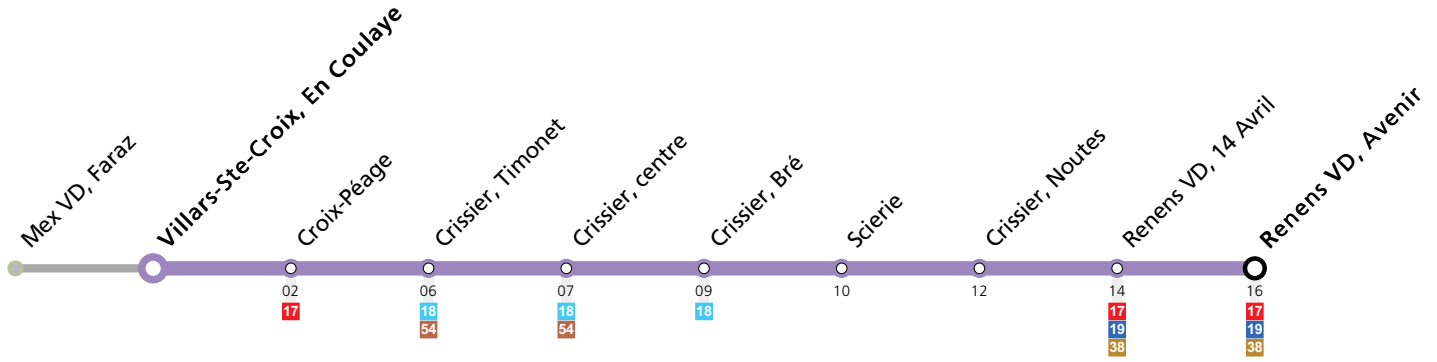 Mex VD, Faraz
Villars-Ste-Croix, En Coulaye
Croix-Péage
Crissier, Timonet
Crissier, centre
Crissier, Bré
Scierie
Crissier, Noutes
Renens VD, 14 Avril
Renens VD, Avenir
02 06 07 09 10 12 14 16
17 18 18 18 17 17
54 54 19 19
38 38